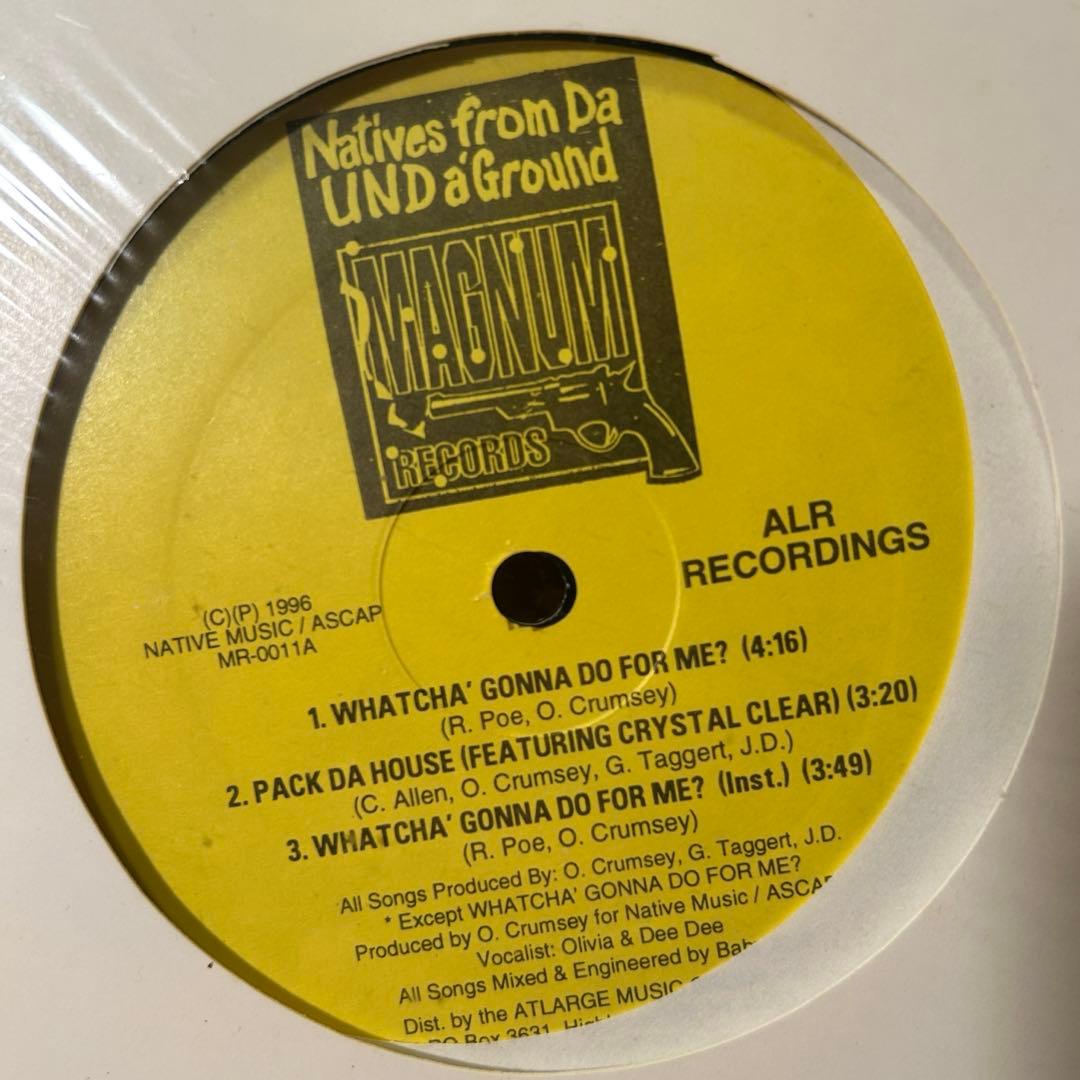 Natives from Da
UNDa'Ground
MAGNUM
RECORDS
ALR
RECORDINGS
(C)(P) 1996
NATIVE MUSIC / ASCAP
MR-0011A
1. WHATCHA' GONNA DO FOR ME? (4:16)
(R. Poe, O. Crumsey)
2. PACK DA HOUSE (FEATURING CRYSTAL CLEAR) (3:20)
(C. Allen, O. Crumsey, G. Taggert, J.D.)
3. WHATCHA' GONNA DO FOR ME? (Inst.) (3:49)
(R. Poe, O. Crumsey)
All Songs Produced By: O. Crumsey, G. Taggert, J.D.
* Except WHATCHA' GONNA DO FOR ME?
Produced by O. Crumsey for Native Music / ASCAP
Vocalist: Olivia & Dee Dee
All Songs Mixed & Engineered by
Dist. by the ATLARGE MUSIC
PO Box 3631,